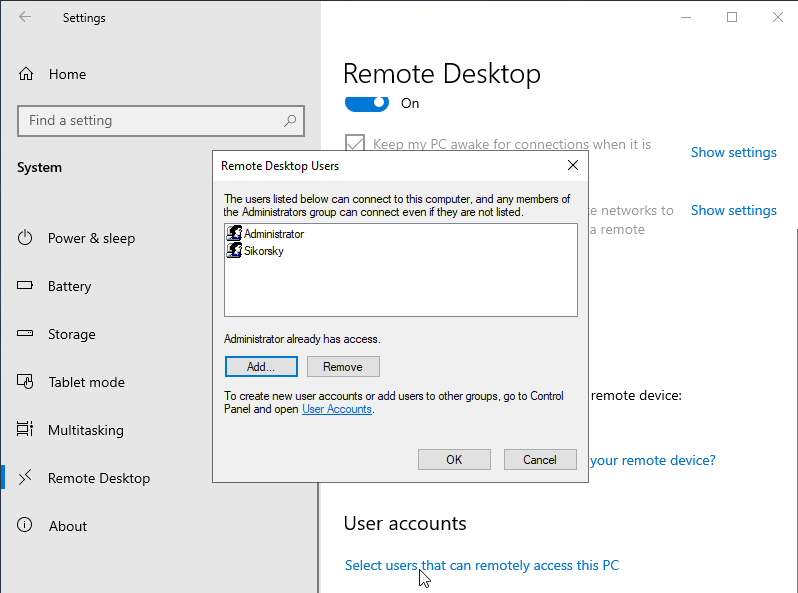 Settings
Home
Find a setting
System
Power & sleep
Battery
Storage
Tablet mode
Multitasking
Remote Desktop
About
Remote Desktop
On
Keep my PC awake for connections when it is
Show settings
networks to
Show settings
a remote
remote device:
your remote device?
User accounts
Select users that can remotely access this PC
Remote Desktop Users
The users listed below can connect to this computer, and any members of
the Administrators group can connect even if they are not listed.
Administrator
Sikorsky
Administrator already has access.
Add...
Remove
To create new user accounts or add users to other groups, go to Control
Panel and open User Accounts.
OK
Cancel